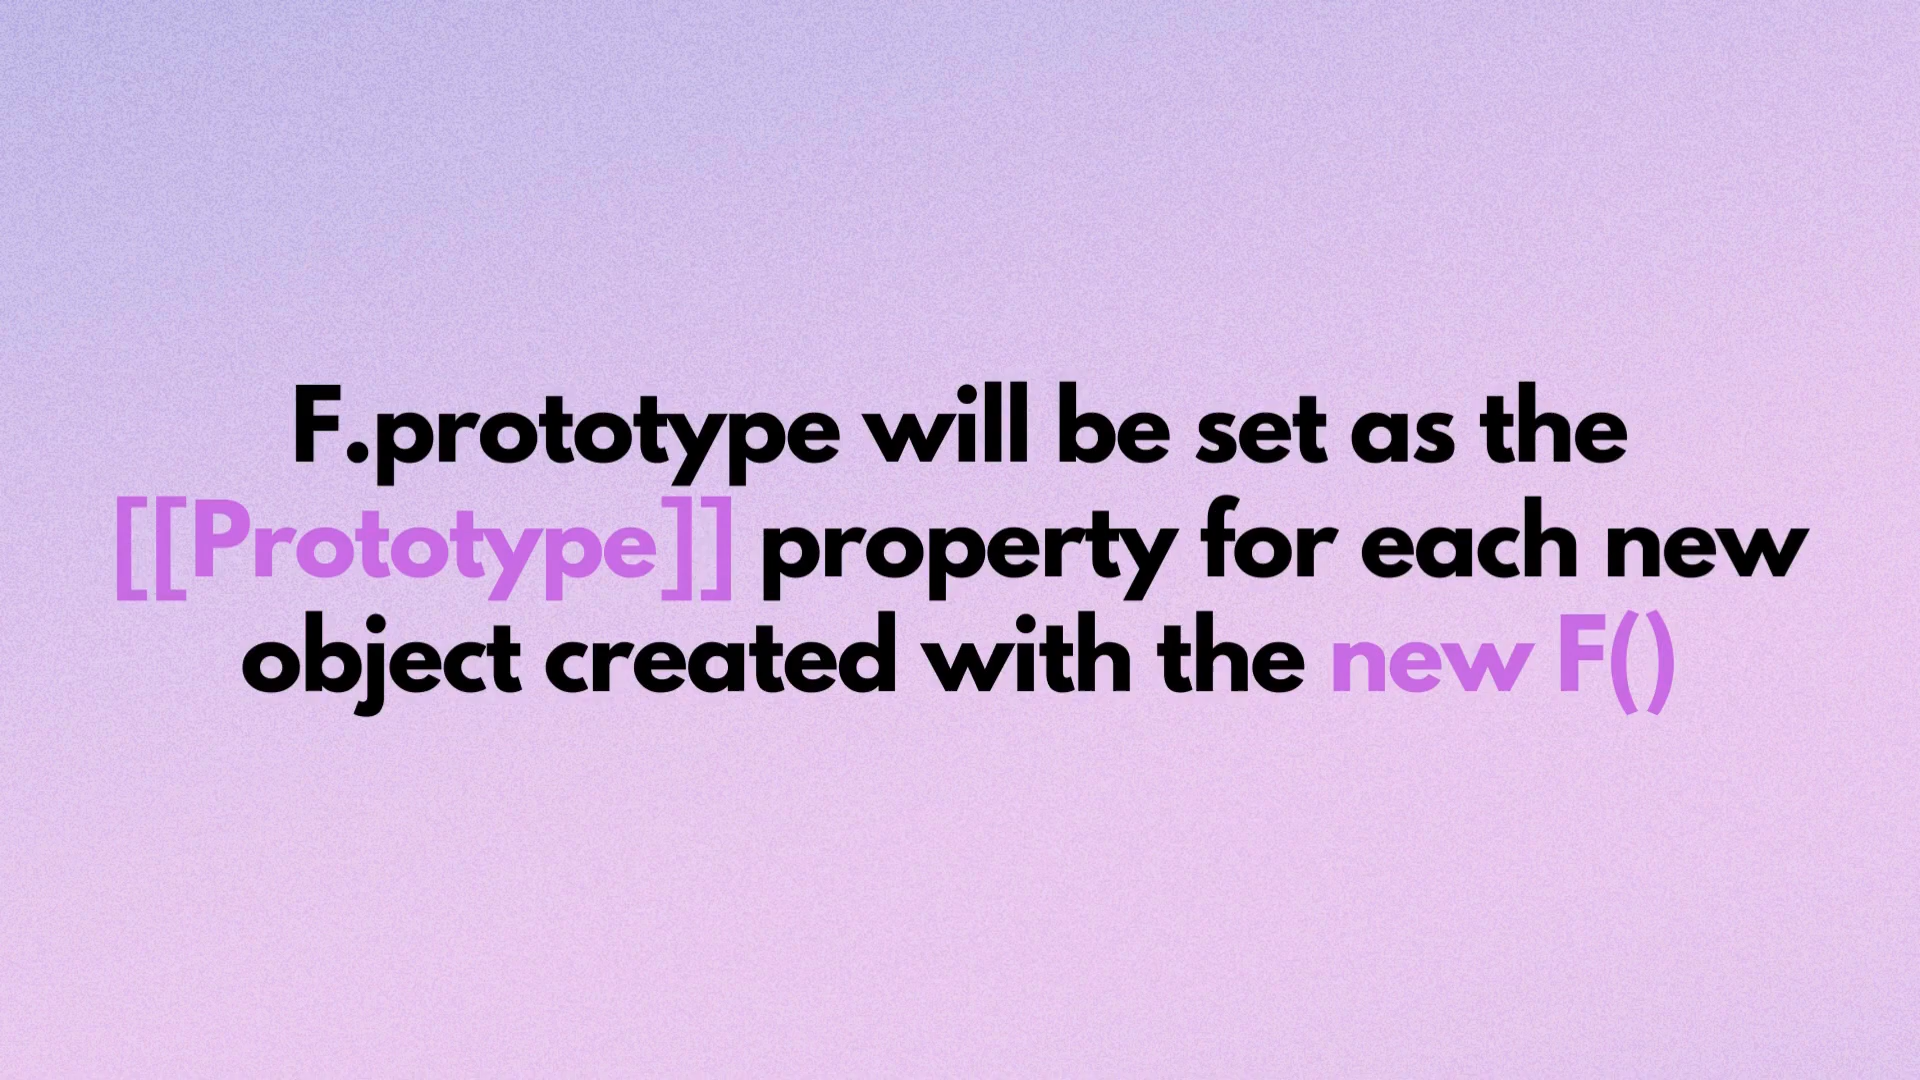 F.prototype will be set as the
[[Prototype]] property for each new
object created with the new F()